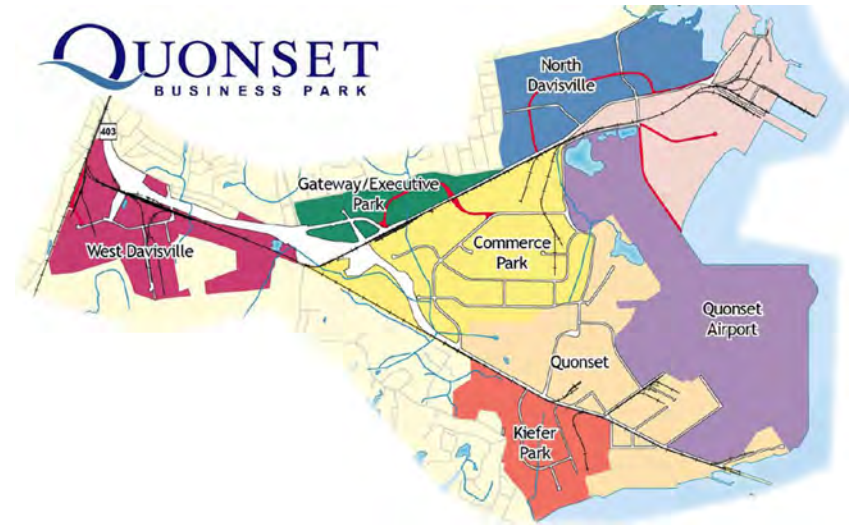 QUONSET
BUSINESS PARK
403
North
Davisville
Gateway/Executive
Park
West Davisville
Commerce
Park
Quonset
Airport
Quonset
Kiefer
Park